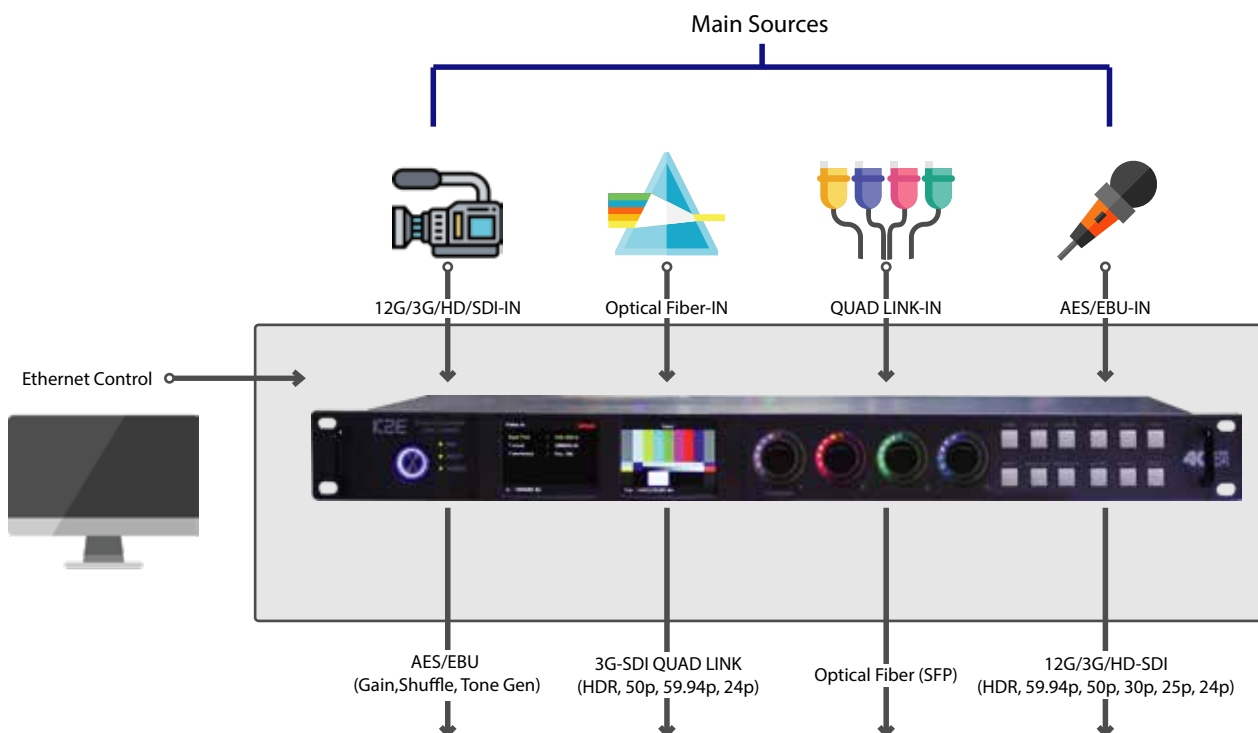 Main Sources
12G/3G/HD/SDI-IN
Optical Fiber-IN
QUAD LINK-IN
AES/EBU-IN
Ethernet Control
K2E
4K
AES/EBU
(Gain,Shuffle, Tone Gen)
3G-SDI QUAD LINK
(HDR, 50p, 59.94p, 24p)
Optical Fiber (SFP)
12G/3G/HD-SDI
(HDR, 59.94p, 50p, 30p, 25p, 24p)